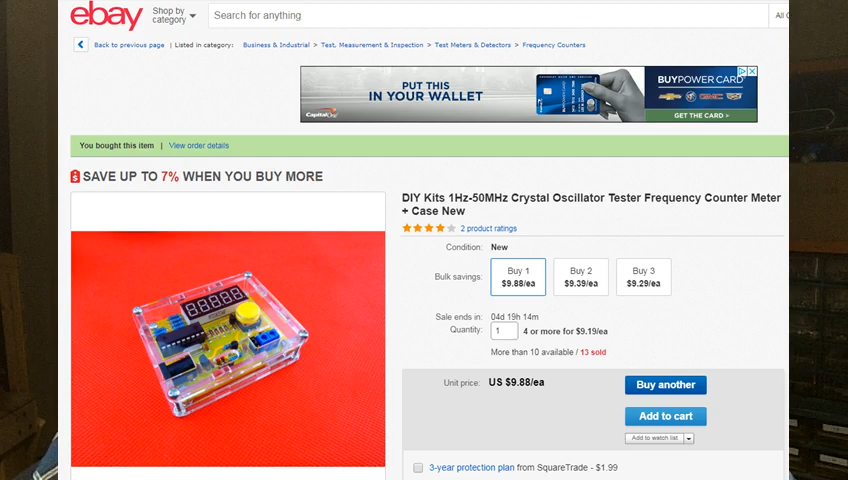 ebay
Shop by
category
Search for anything
All
Back to previous page | Listed in category: Business & Industrial > Test, Measurement & Inspection > Test Meters & Detectors > Frequency Counters
PUT THIS
IN YOUR WALLET
Capital One
BUYPOWER CARD
GET THE CARD >
You bought this item | View order details
SAVE UP TO 7% WHEN YOU BUY MORE
DIY Kits 1Hz-50MHz Crystal Oscillator Tester Frequency Counter Meter
+ Case New
2 product ratings
Condition: New
Bulk savings:
Buy 1
$9.88/ea
Buy 2
$9.39/ea
Buy 3
$9.29/ea
Sale ends in: 04d 19h 14m
Quantity: 1 4 or more for $9.19/ea
More than 10 available / 13 sold
Unit price: US $9.88/ea
Buy another
Add to cart
Add to watch list
3-year protection plan from SquareTrade - $1.99